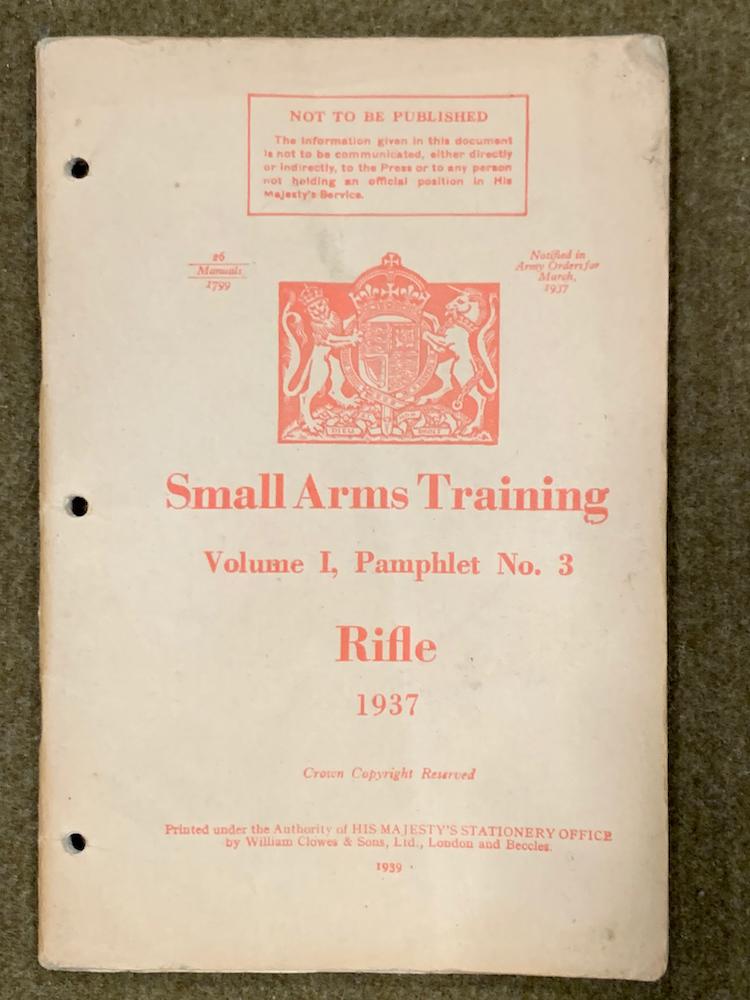 NOT TO BE PUBLISHED
The information given in this document
is not to be communicated, either directly
or indirectly, to the Press or to any person
not holding an official position in His
Majesty's Service.
26
Manuals
1799
Notified in
Army Orders for
March,
1937
Small Arms Training
Volume I, Pamphlet No. 3
Rifle
1937
Crown Copyright Reserved
Printed under the Authority of HIS MAJESTY'S STATIONERY OFFICE
by William Clowes & Sons, Ltd., London and Beccles.
1939